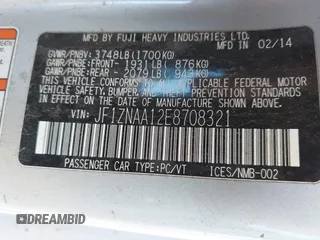 MFD BY FUJI HEAVY INDUSTRIES LTD. 02/14
GVWR/PNBV: 3748LB (1700KG)
GAWR/PNBE: FRONT- 1931LB ( 876KG)
GAWR/PNBE: REAR - 2079LB ( 943KG)
THIS VEHICLE CONFORMS TO ALL APPLICABLE FEDERAL MOTOR
VEHICLE SAFETY, BUMPER, AND THEFT PREVENTION STANDARDS
IN EFFECT ON THE DATE OF MANUFACTURE SHOWN ABOVE.
VIN: JF1ZNAA12E8708321
PASSENGER CAR TYPE:PC/VT ICES/NMB-002
© DREAMBID AUTO AUCTIONS